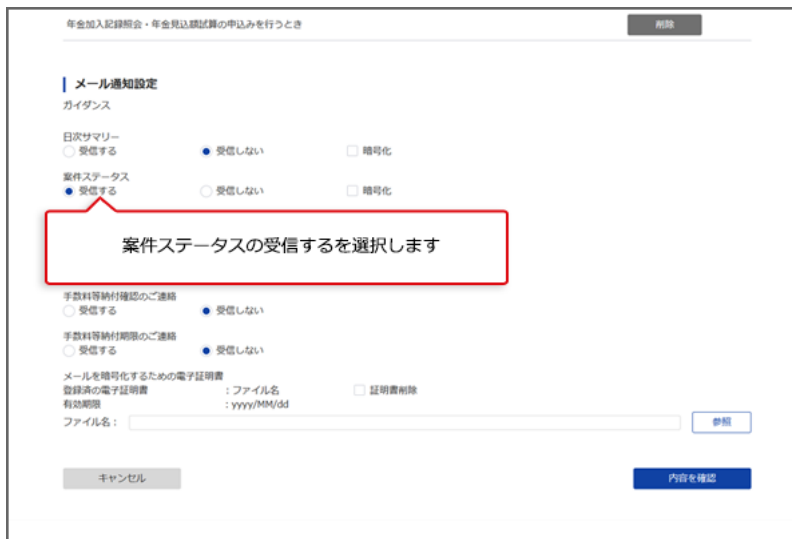 年金加入記録照会・年金見込額試算の申込みを行うとき 削除
メール通知設定
ガイダンス
日次サマリー
受信する 受信しない 暗号化
案件ステータス
受信する 受信しない 暗号化
案件ステータスの受信するを選択します
手数料等納付確認のご連絡
受信する 受信しない
手数料等納付期限のご連絡
受信する 受信しない
メールを暗号化するための電子証明書
登録済の電子証明書 : ファイル名 証明書削除
有効期限 : yyyy/MM/dd
ファイル名： 参照
キャンセル 内容を確認